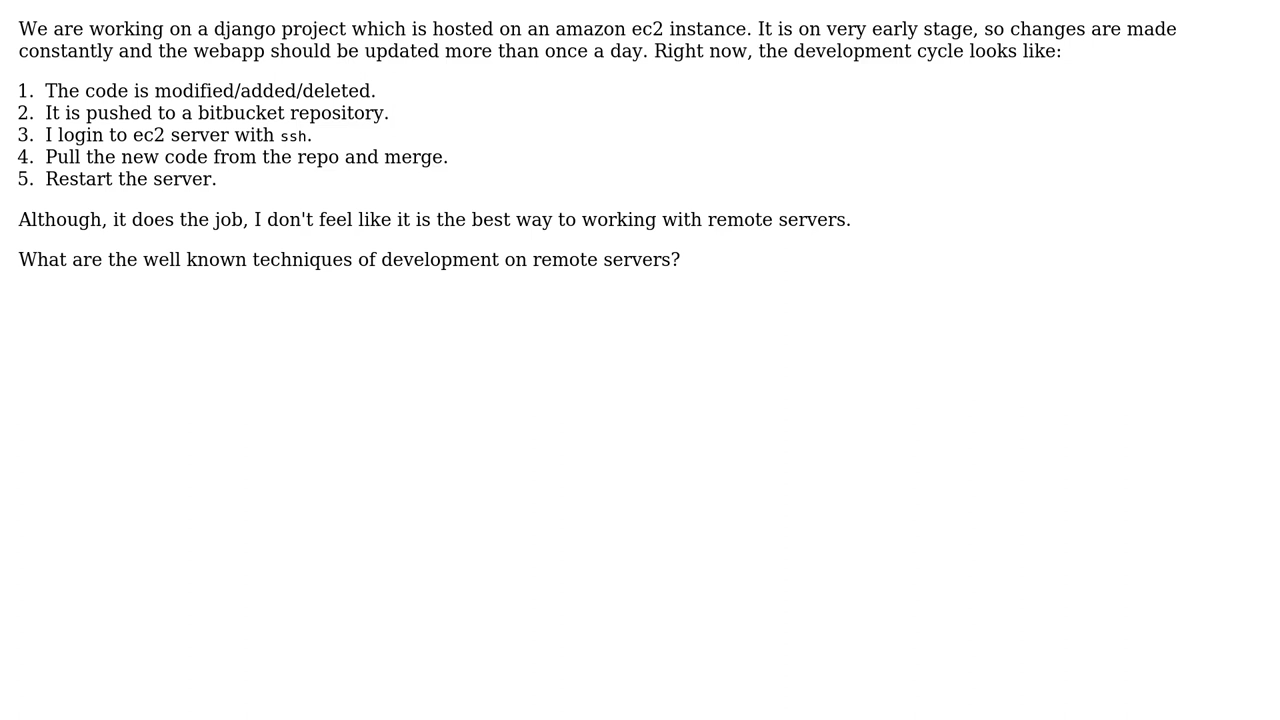 We are working on a django project which is hosted on an amazon ec2 instance. It is on very early stage, so changes are made
constantly and the webapp should be updated more than once a day. Right now, the development cycle looks like:
1. The code is modified/added/deleted.
2. It is pushed to a bitbucket repository.
3. I login to ec2 server with ssh.
4. Pull the new code from the repo and merge.
5. Restart the server.
Although, it does the job, I don't feel like it is the best way to working with remote servers.
What are the well known techniques of development on remote servers?